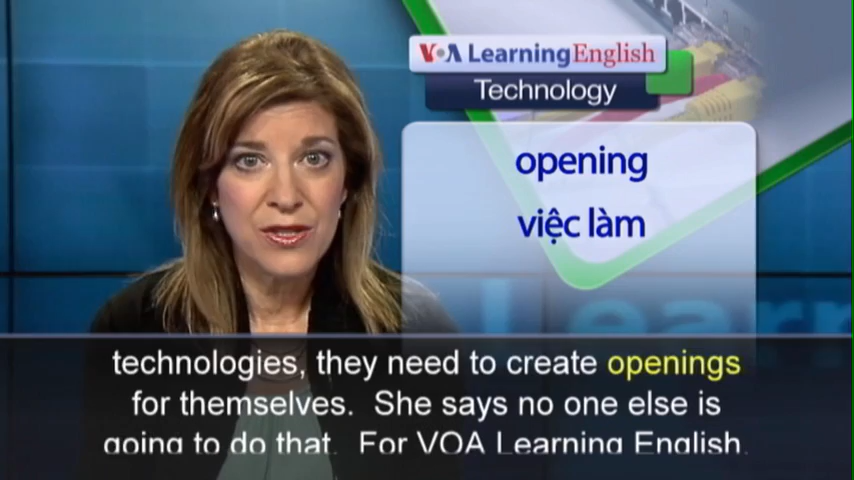 VOA Learning English
Technology
opening
việc làm
Learn
technologies, they need to create openings
for themselves. She says no one else is
going to do that. For VOA Learning English,